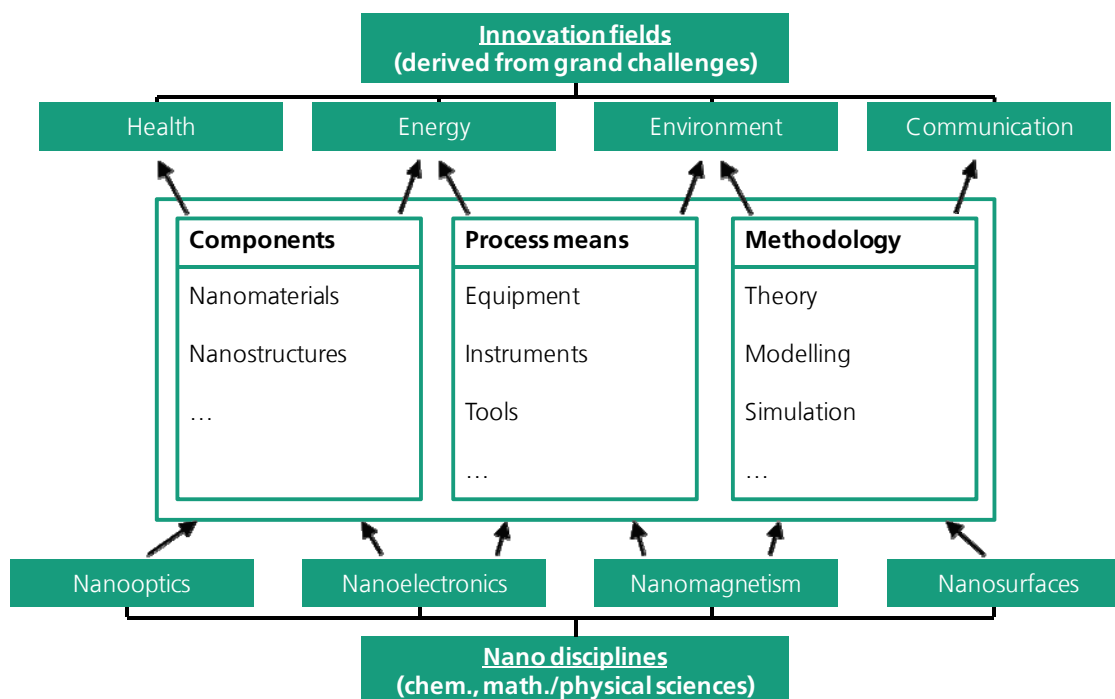 Innovation fields
(derived from grand challenges)
Health
Energy
Environment
Communication
Components
Nanomaterials
Nanostructures
…
Process means
Equipment
Instruments
Tools
…
Methodology
Theory
Modelling
Simulation
…
Nanooptics
Nanoelectronics
Nanomagnetism
Nanosurfaces
Nano disciplines
(chem., math./physical sciences)